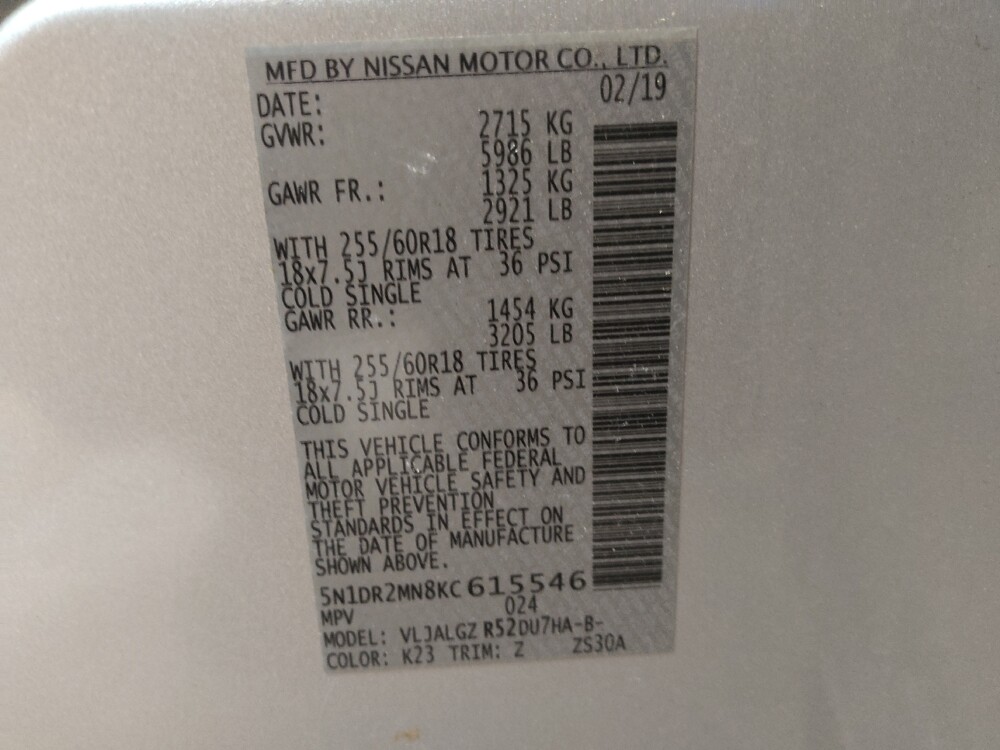 MFD BY NISSAN MOTOR CO., LTD.
DATE: 02/19
GVWR: 2715 KG
5986 LB
GAWR FR.: 1325 KG
2921 LB
WITH 255/60R18 TIRES
18x7.5J RIMS AT 36 PSI
COLD SINGLE
GAWR RR.: 1454 KG
3205 LB
WITH 255/60R18 TIRES
18x7.5J RIMS AT 36 PSI
COLD SINGLE
THIS VEHICLE CONFORMS TO
ALL APPLICABLE FEDERAL
MOTOR VEHICLE SAFETY AND
THEFT PREVENTION
STANDARDS IN EFFECT ON
THE DATE OF MANUFACTURE
SHOWN ABOVE.
5N1DR2MN8KC615546
MPV 024
MODEL: VLJALGZ R52DU7HA-B-
COLOR: K23 TRIM: Z ZS30A